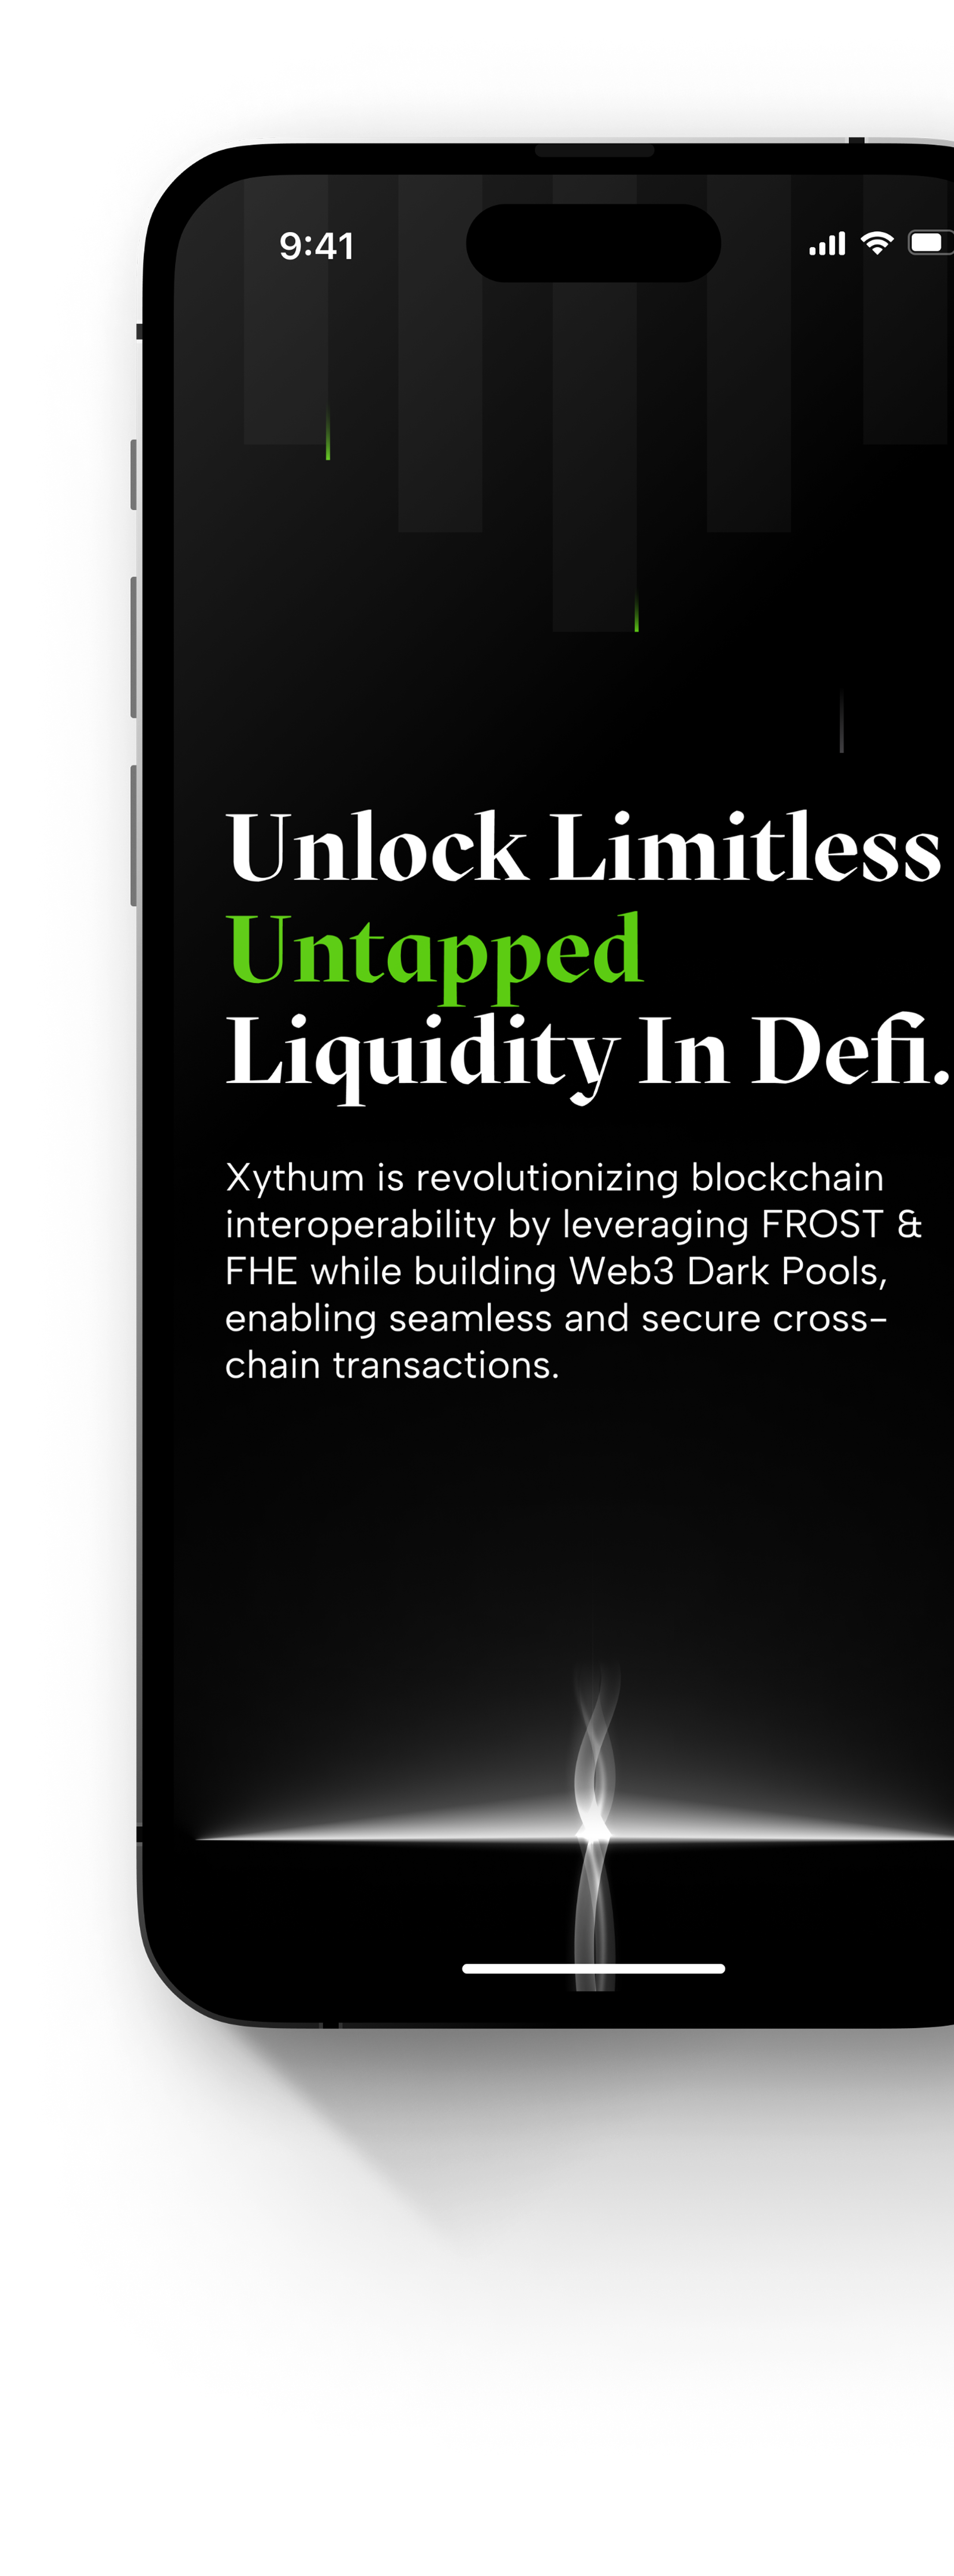 9:41
Unlock Limitless
Untapped
Liquidity In Defi.
Xythum is revolutionizing blockchain
interoperability by leveraging FROST &
FHE while building Web3 Dark Pools,
enabling seamless and secure cross-
chain transactions.